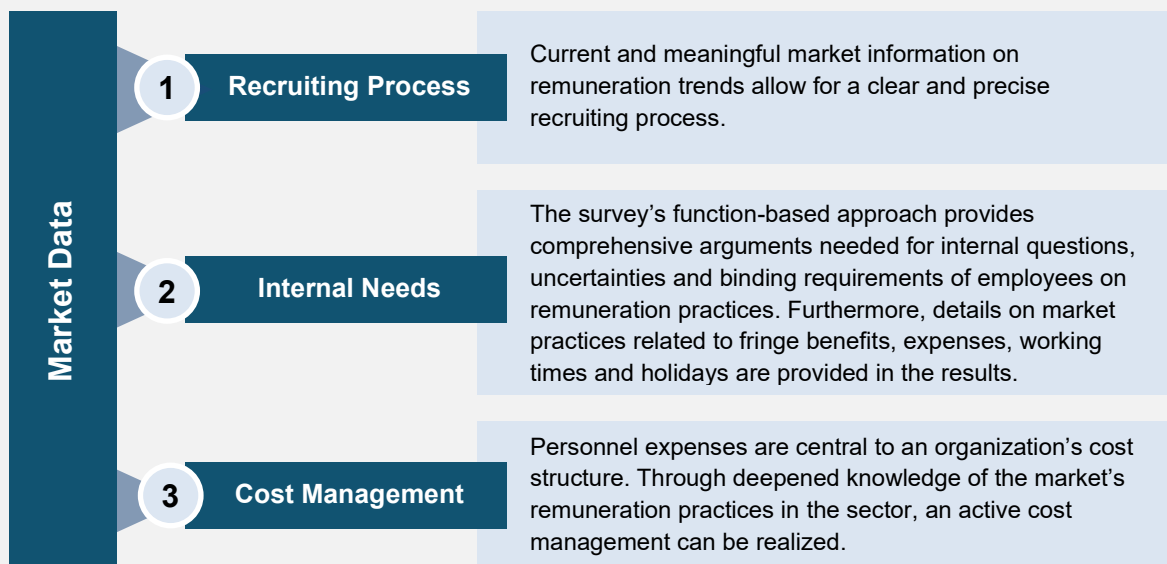 Market Data
1
Recruiting Process
Current and meaningful market information on
remuneration trends allow for a clear and precise
recruiting process.
2
Internal Needs
The survey’s function-based approach provides
comprehensive arguments needed for internal questions,
uncertainties and binding requirements of employees on
remuneration practices. Furthermore, details on market
practices related to fringe benefits, expenses, working
times and holidays are provided in the results.
3
Cost Management
Personnel expenses are central to an organization’s cost
structure. Through deepened knowledge of the market’s
remuneration practices in the sector, an active cost
management can be realized.